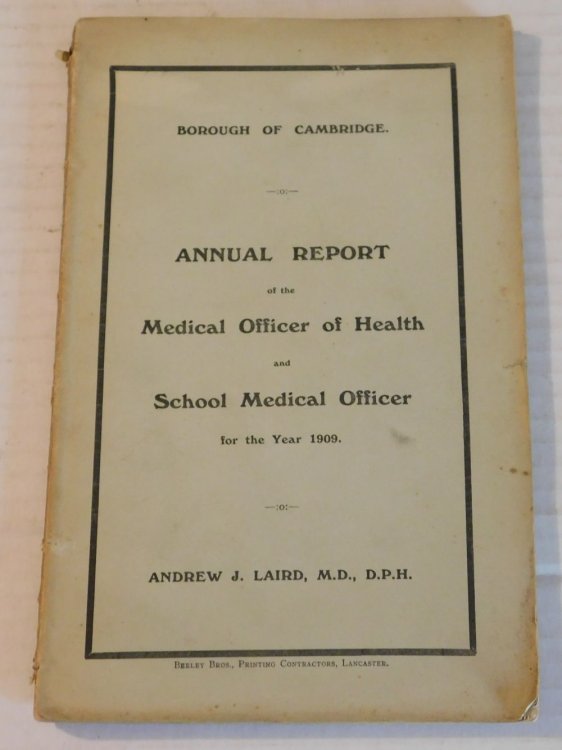 BOROUGH OF CAMBRIDGE.
—:o:—
ANNUAL REPORT
of the
Medical Officer of Health
and
School Medical Officer
for the Year 1909.
—:o:—
ANDREW J. LAIRD, M.D., D.P.H.
Beeley Bros., Printing Contractors, Lancaster.